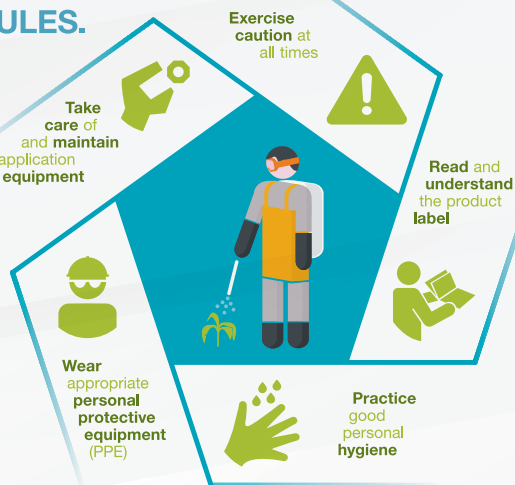 ULES.
Exercise
caution at
all times
Read and
understand
the product
label
Practice
good
personal
hygiene
Wear
appropriate
personal
protective
equipment
(PPE)
Take
care of
and maintain
application
equipment